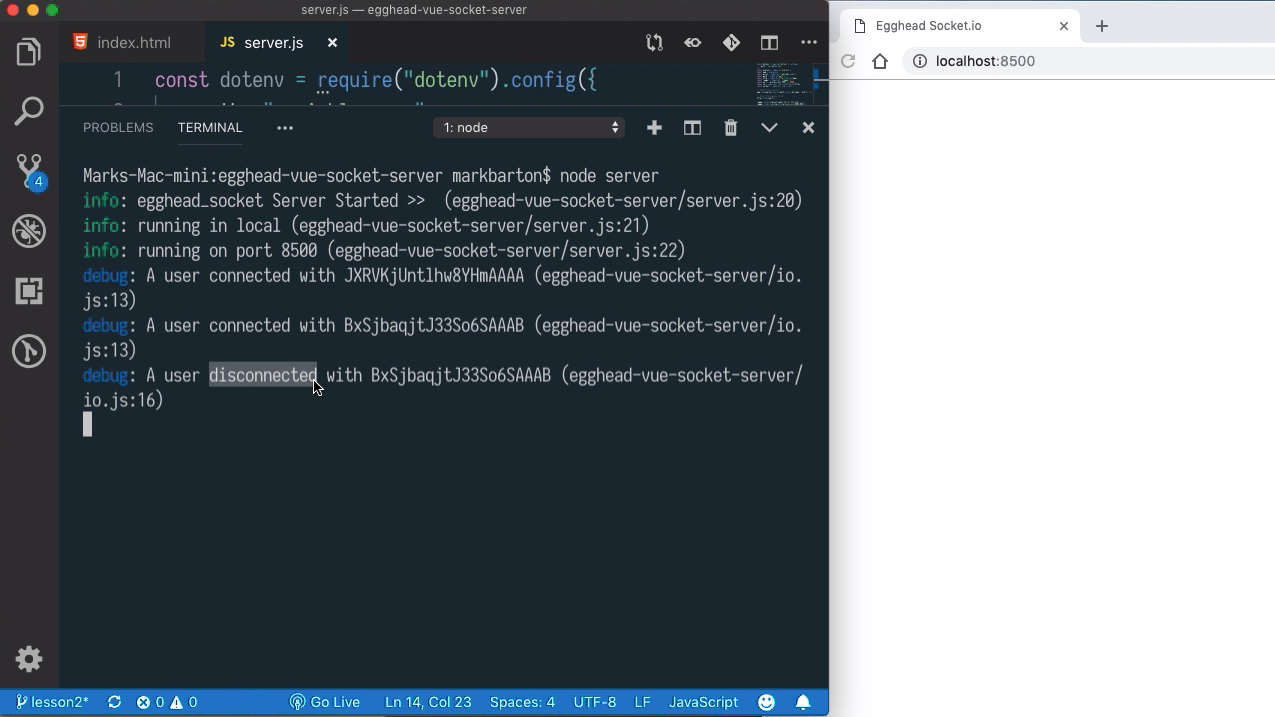 server.js — egghead-vue-socket-server
index.html
JS server.js
1 const dotenv = require("dotenv").config({
PROBLEMS TERMINAL
1: node
Marks-Mac-mini:egghead-vue-socket-server markbarton$ node server
info: egghead_socket Server Started >>  (egghead-vue-socket-server/server.js:20)
info: running in local (egghead-vue-socket-server/server.js:21)
info: running on port 8500 (egghead-vue-socket-server/server.js:22)
debug: A user connected with JXRVKjUntlhw8YHmAAAA (egghead-vue-socket-server/io.
js:13)
debug: A user connected with BxSjbaqjtJ33So6SAAAB (egghead-vue-socket-server/io.
js:13)
debug: A user disconnected with BxSjbaqjtJ33So6SAAAB (egghead-vue-socket-server/
io.js:16)
4
lesson2* 0 0 Go Live Ln 14, Col 23 Spaces: 4 UTF-8 LF JavaScript
Egghead Socket.io
localhost:8500